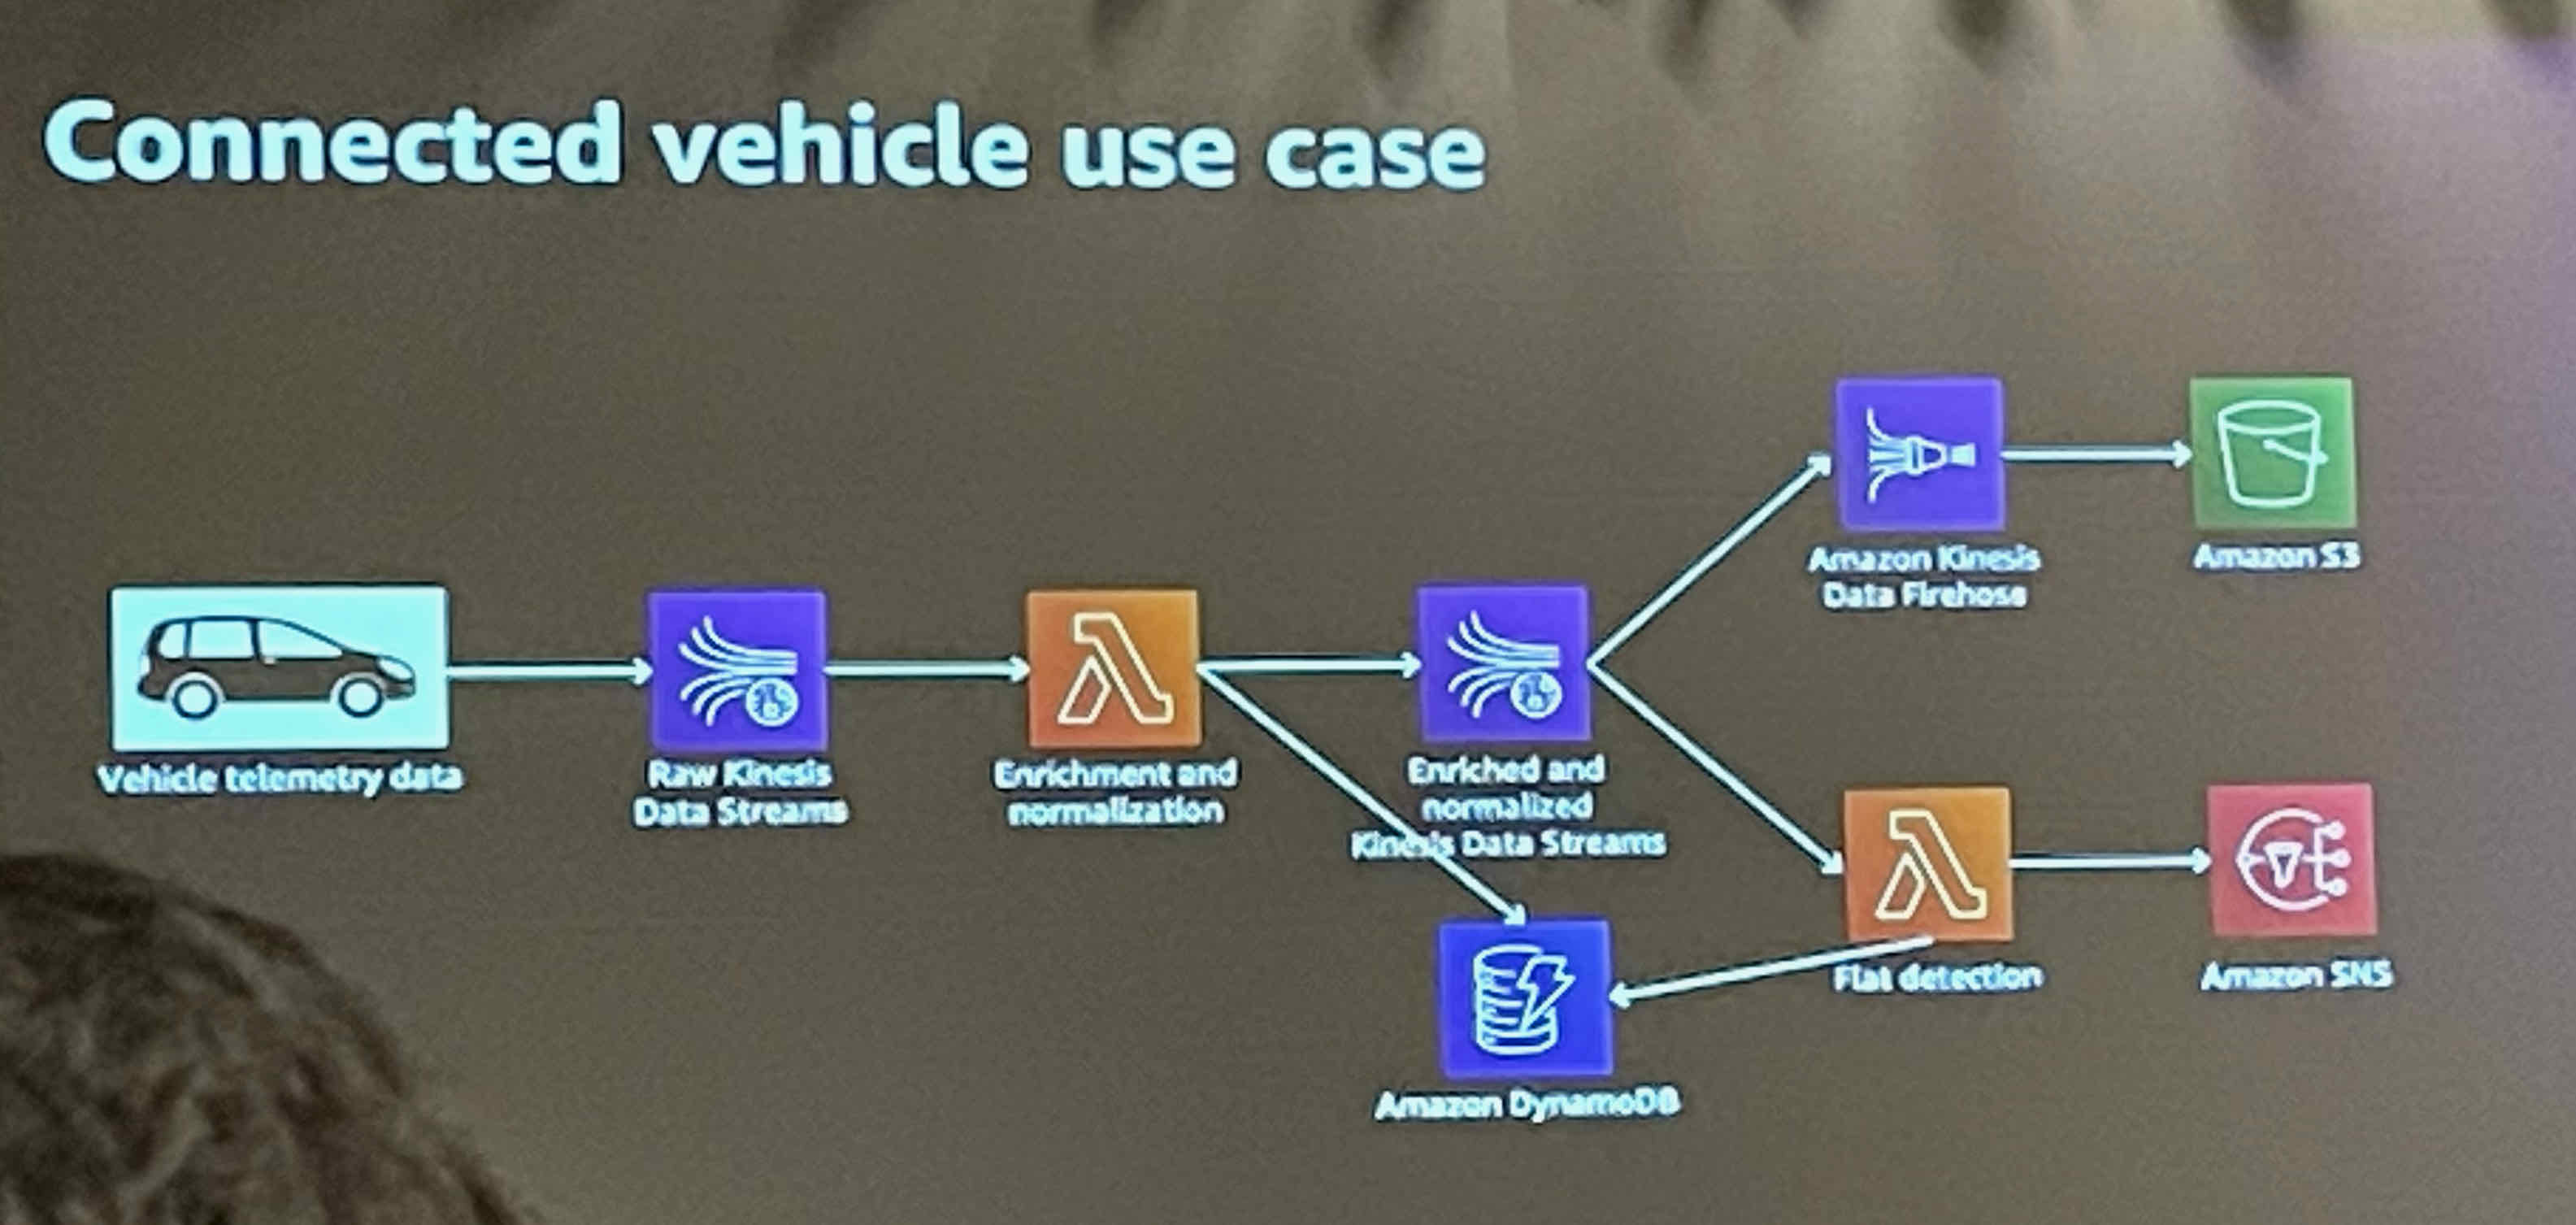 Connected vehicle use case
Vehicle telemetry data
Raw Kinesis
Data Streams
Enrichment and
normalization
Enriched and
normalized
Kinesis Data Streams
Amazon Kinesis
Data Firehose
Amazon S3
Flat detection
Amazon SNS
Amazon DynamoDB